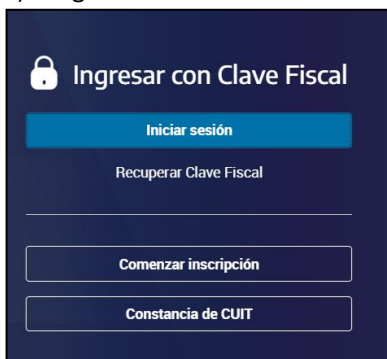 Ingresar con Clave Fiscal
Iniciar sesión
Recuperar Clave Fiscal
Comenzar inscripción
Constancia de CUIT